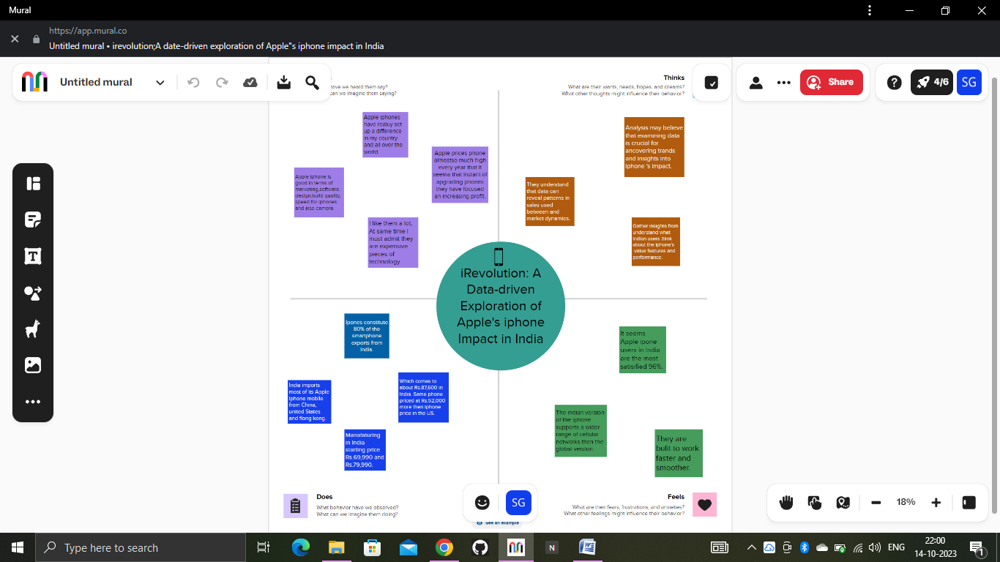 Mural
https://app.mural.co
Untitled mural • irevolution;A date-driven exploration of Apple"s iphone impact in India
Untitled mural
Share
4/6
SG
have we heard them say?
can we imagine them saying?
Thinks
What are their wants, needs, hopes, and dreams?
What other thoughts might influence their behavior?
Apple iphones
have realuy set
up a difference
in my country
and all over the
world
Apple prices phone
almostso much high
every year that it
seema that instant of
apgrading phones
they have focused
an increasing profit.
Apple iphone is
good in terms of
marketing,software,
design,build quality,
speed for iphones
and also camera.
I like them a lot,
At same time i
must admit they
are expensive
pieces of
technology
Analysis may believe
that examining data
is crucial for
ancovering trands
and insights into
iphone 's impact.
They understand
that data can
reveal patterns in
sales used
between and
market dynamics.
Gather insights from
understand what
Indian users think
about the Iphone's
value features and
performance.
iRevolution: A
Data-driven
Exploration of
Apple's iphone
Impact in India
Ipones constitute
80% of the
smartphone
exports from
India.
India imports
most of its Apple
iphone mobile
from China,
united States
and flong kong.
Which comes to
about Rs.87,600 in
India. Same phone
priced at Rs.52,000
more then iphone
price in the US.
Manafaturing
in India
starting price
Rs.69,990 and
Rs.79,990.
It seems
Apple ipone
users in India
are the most
satisified 96%.
The indian version
of the Iphone
supports a wider
range of cellular
networks then the
global version.
They are
bulit to work
faster and
smoother.
Does
What behavior have we observed?
What can we imagine them doing?
SG
See an example
Feels
What are their fears, frustrations, and anxieties?
What other feelings might influence their behavior?
18%
Type here to search
N
ENG
22:00
14-10-2023
1